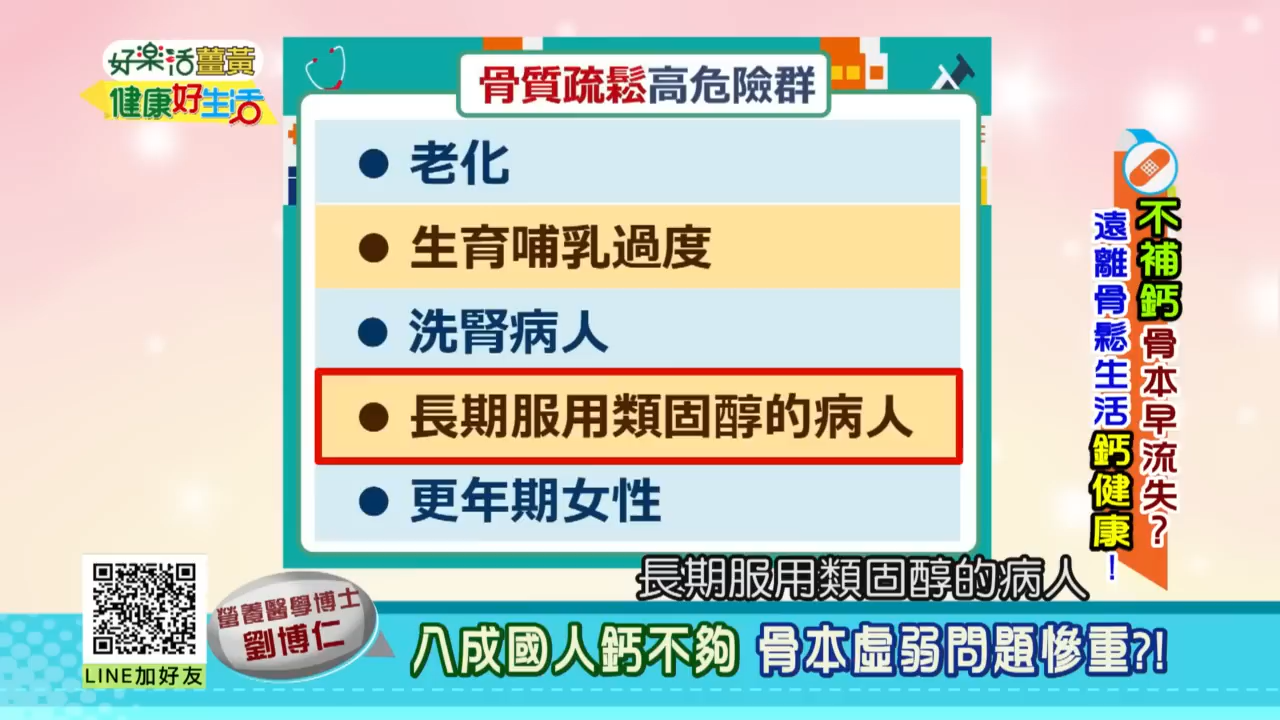 好樂活薑黃
健康好生活
骨質疏鬆高危險群
● 老化
● 生育哺乳過度
● 洗腎病人
● 長期服用類固醇的病人
● 更年期女性
不補鈣骨本早流失?
遠離骨鬆生活鈣健康!
長期服用類固醇的病人
營養醫學博士
劉博仁
八成國人鈣不夠 骨本虛弱問題慘重?!
LINE加好友